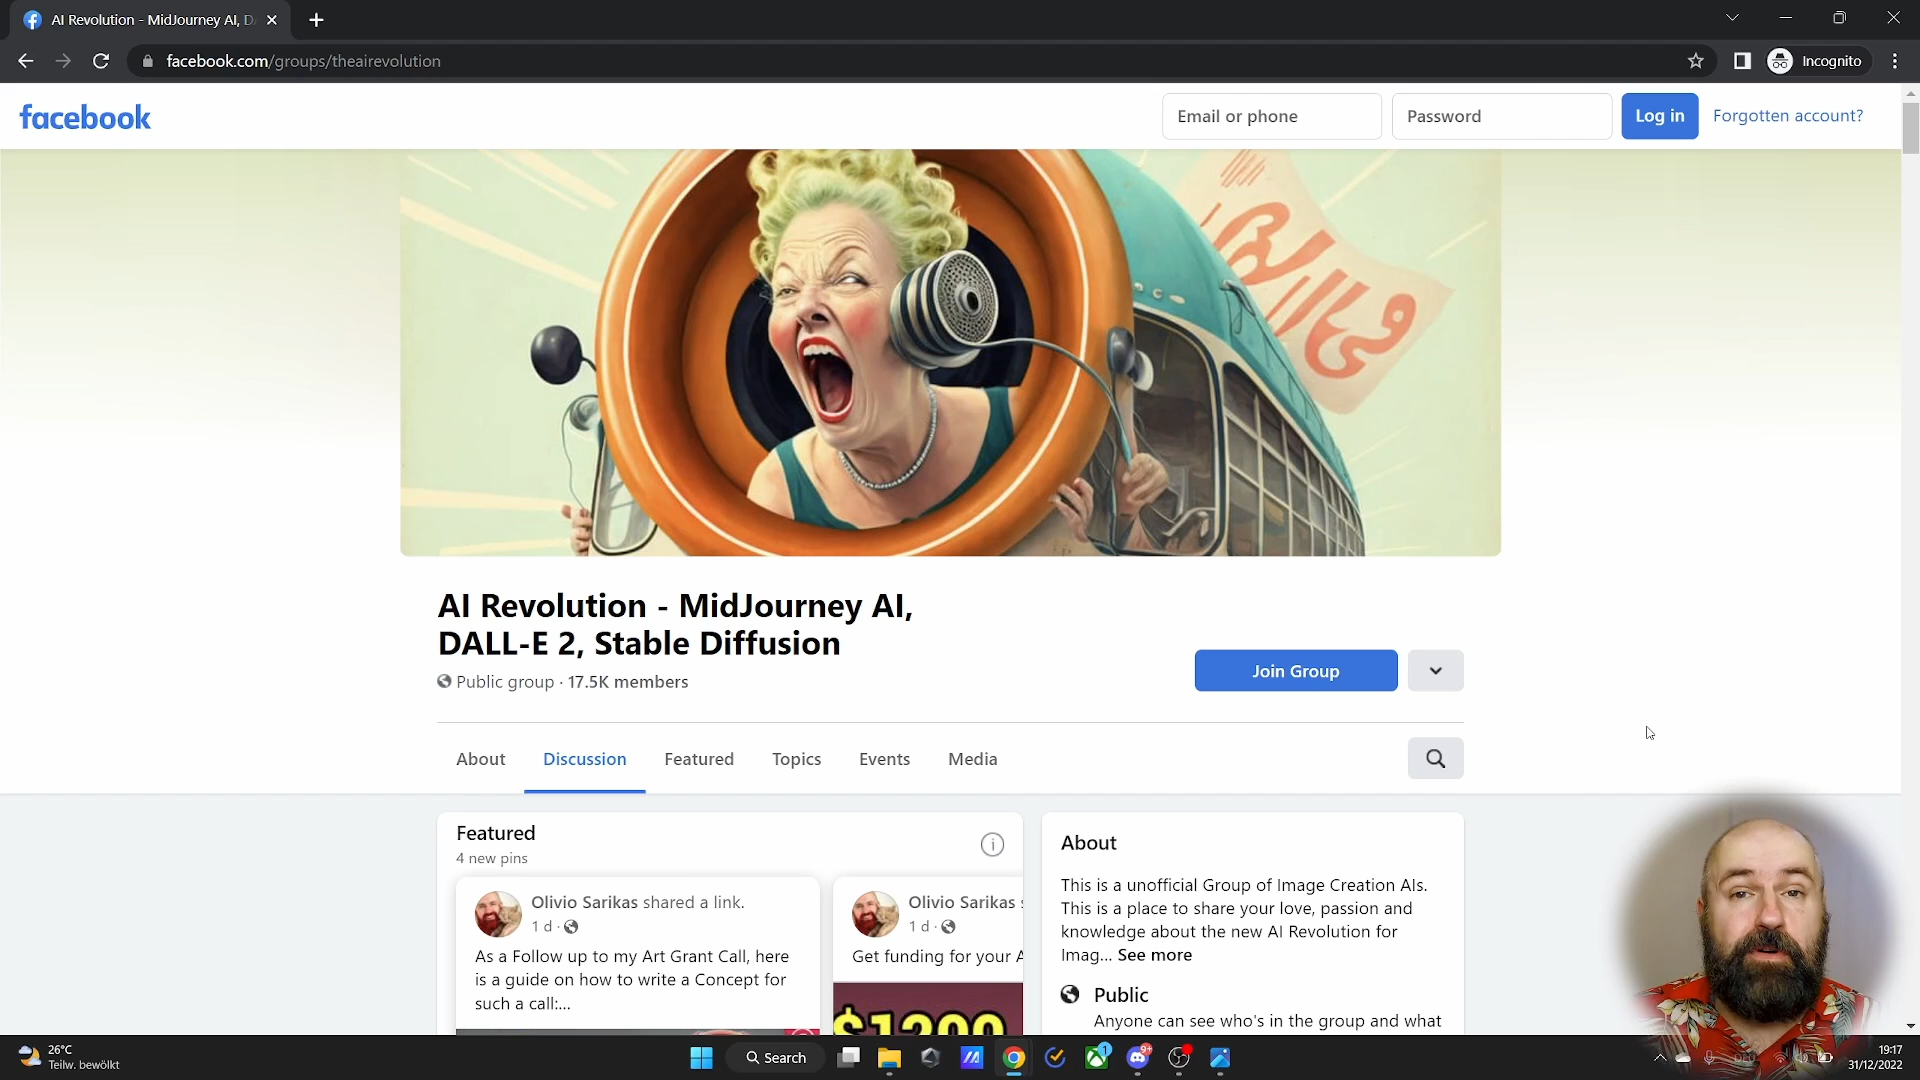 AI Revolution - MidJourney AI, D
facebook.com/groups/theairevolution
Incognito
facebook
Email or phone
Password
Log in
Forgotten account?
AI Revolution - MidJourney AI,
DALL-E 2, Stable Diffusion
Public group · 17.5K members
Join Group
About
Discussion
Featured
Topics
Events
Media
Featured
4 new pins
Olivio Sarikas shared a link.
1 d ·
As a Follow up to my Art Grant Call, here
is a guide on how to write a Concept for
such a call:...
Olivio Sarikas s
1 d ·
Get funding for your A
$1200
About
This is a unofficial Group of Image Creation AIs.
This is a place to share your love, passion and
knowledge about the new AI Revolution for
Imag... See more
Public
Anyone can see who's in the group and what
26°C
Teilw. bewölkt
Search
1
9+
DEU
19:17
31/12/2022